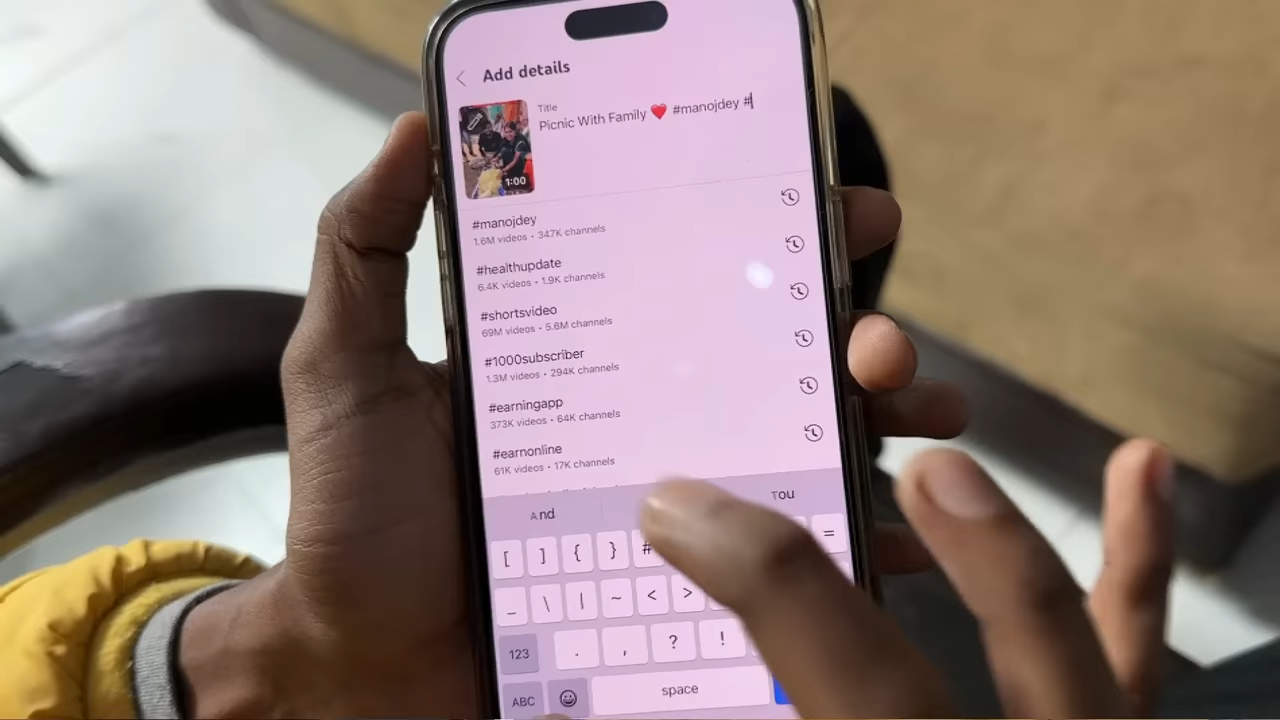 Add details
Title
Picnic With Family ❤️ #manojdey #
1:00
#manojdey
1.6M videos • 347K channels
#healthupdate
6.4K videos • 1.9K channels
#shortsvideo
69M videos • 5.6M channels
#1000subscriber
1.3M videos • 294K channels
#earningapp
373K videos • 64K channels
#earnonline
61K videos • 17K channels
And
[ ] { } # =
_ \ | ~ < >
123 . , ? !
ABC space